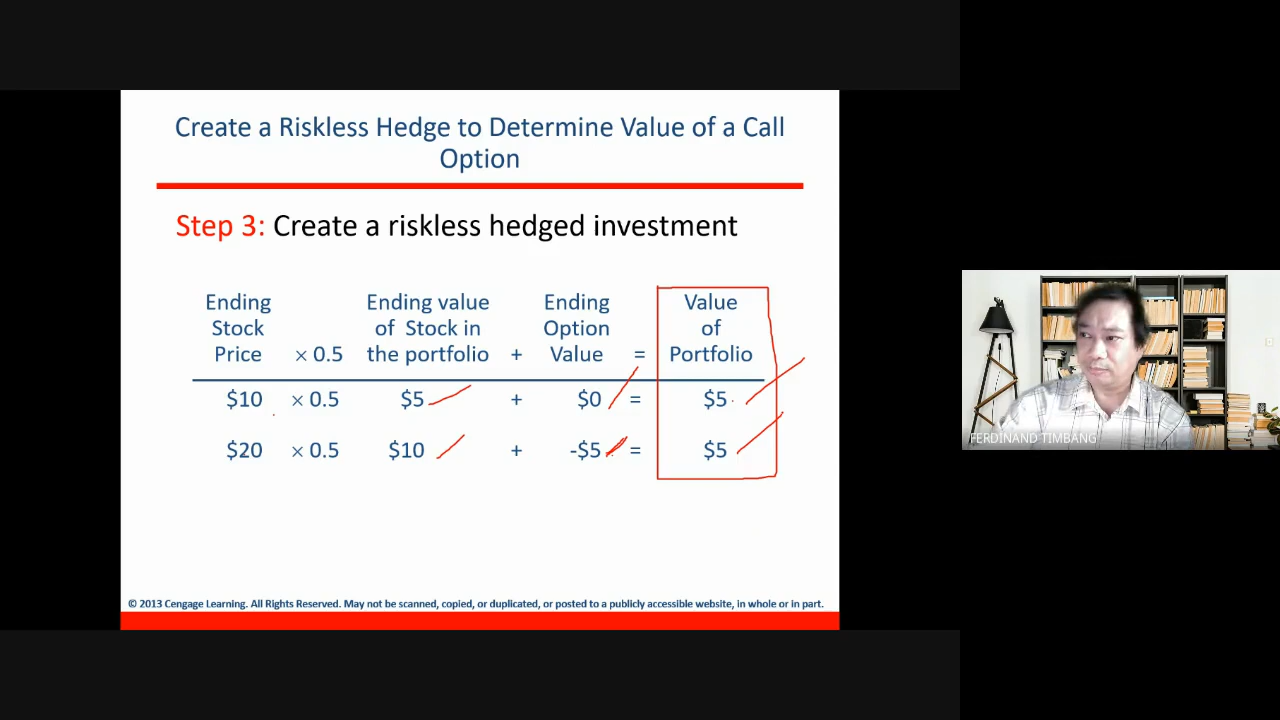 Create a Riskless Hedge to Determine Value of a Call
Option
Step 3: Create a riskless hedged investment
Ending Ending value Ending Value
Stock of Stock in Option of
Price × 0.5 the portfolio + Value = Portfolio
$10 × 0.5 $5 + $0 = $5
$20 × 0.5 $10 + -$5 = $5
© 2013 Cengage Learning. All Rights Reserved. May not be scanned, copied, or duplicated, or posted to a publicly accessible website, in whole or in part.
FERDINAND TIMBANG